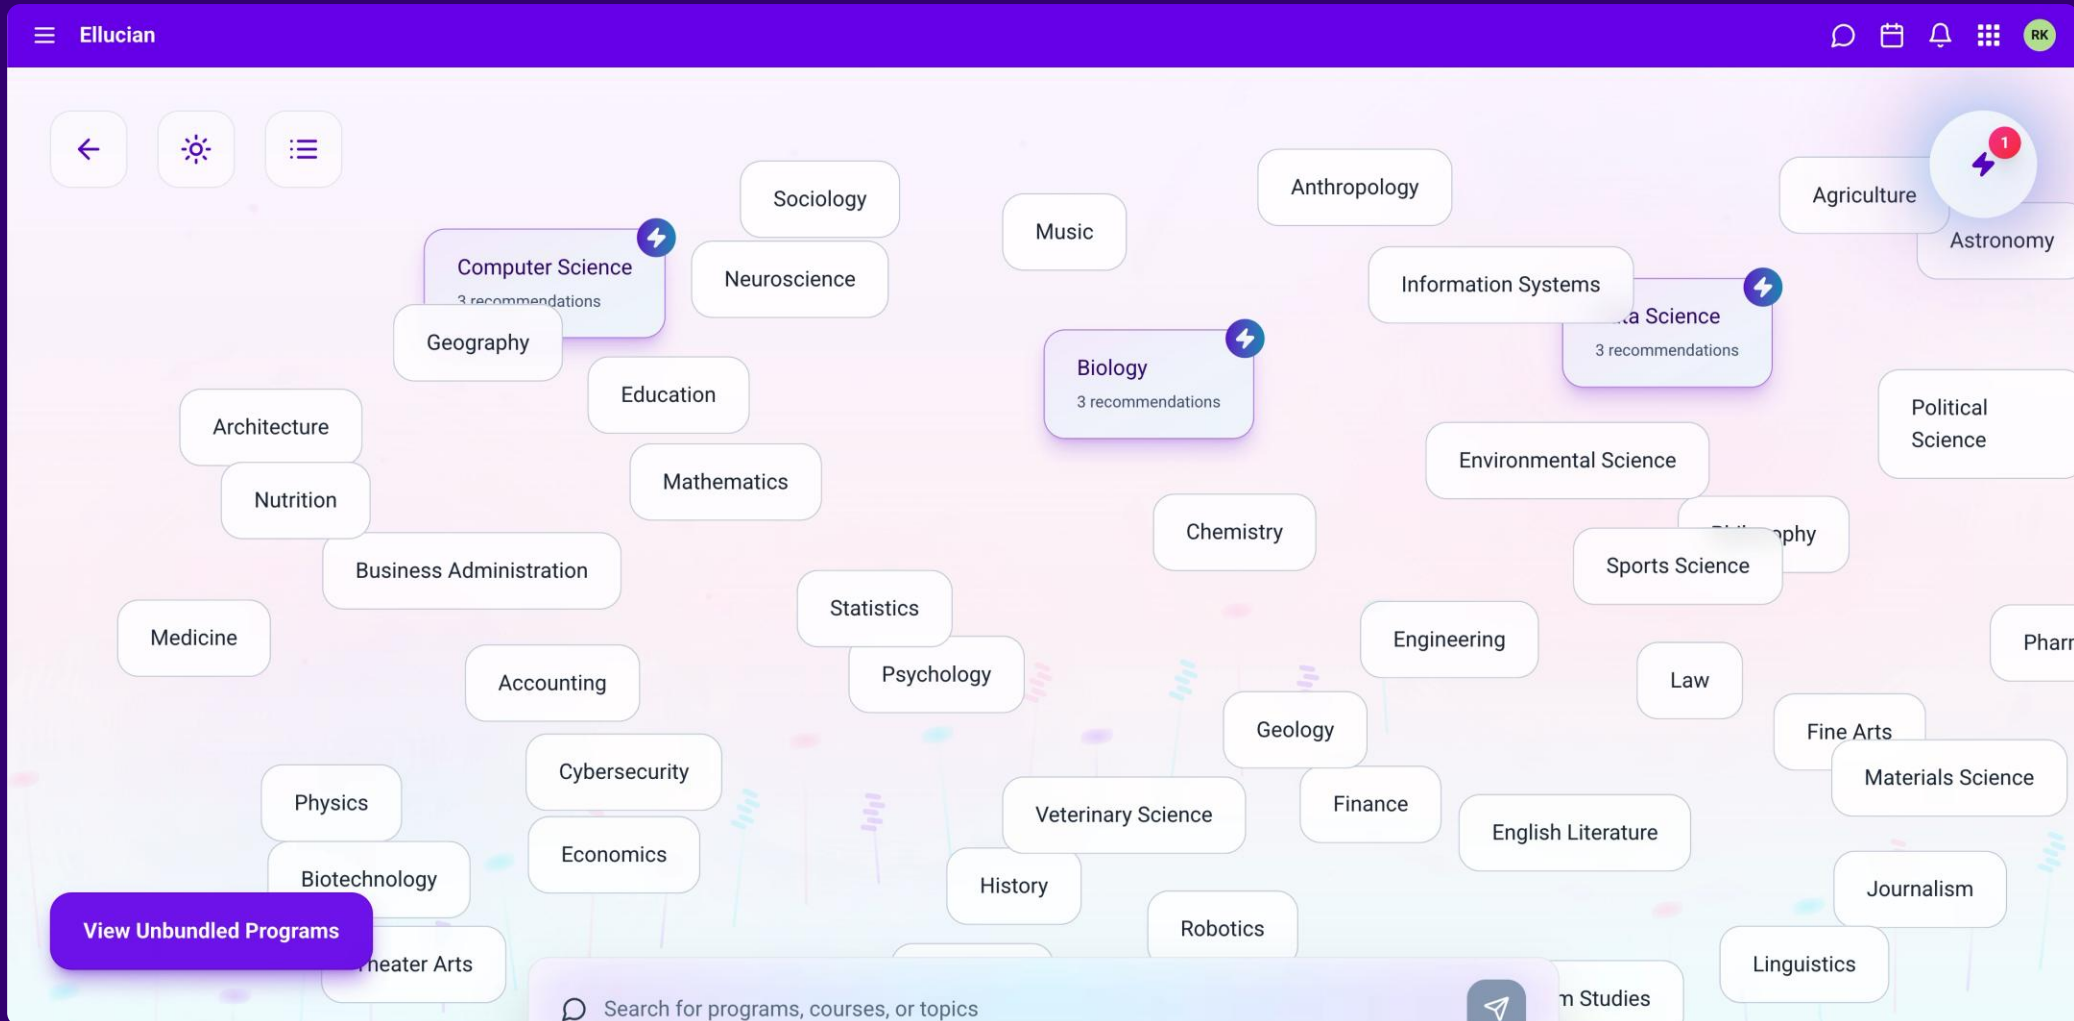 Ellucian
RK
1
Sociology
Music
Anthropology
Agriculture
Astronomy
Computer Science
3 recommendations
Neuroscience
Information Systems
Science
3 recommendations
Geography
Biology
3 recommendations
Education
Political
Science
Architecture
Environmental Science
Mathematics
Nutrition
Chemistry
Business Administration
Sports Science
Statistics
Medicine
Engineering
Psychology
Law
Accounting
Geology
Fine Arts
Cybersecurity
Materials Science
Physics
Finance
Veterinary Science
English Literature
Economics
Biotechnology
History
Journalism
Robotics
View Unbundled Programs
Theater Arts
Linguistics
Studies
Search for programs, courses, or topics